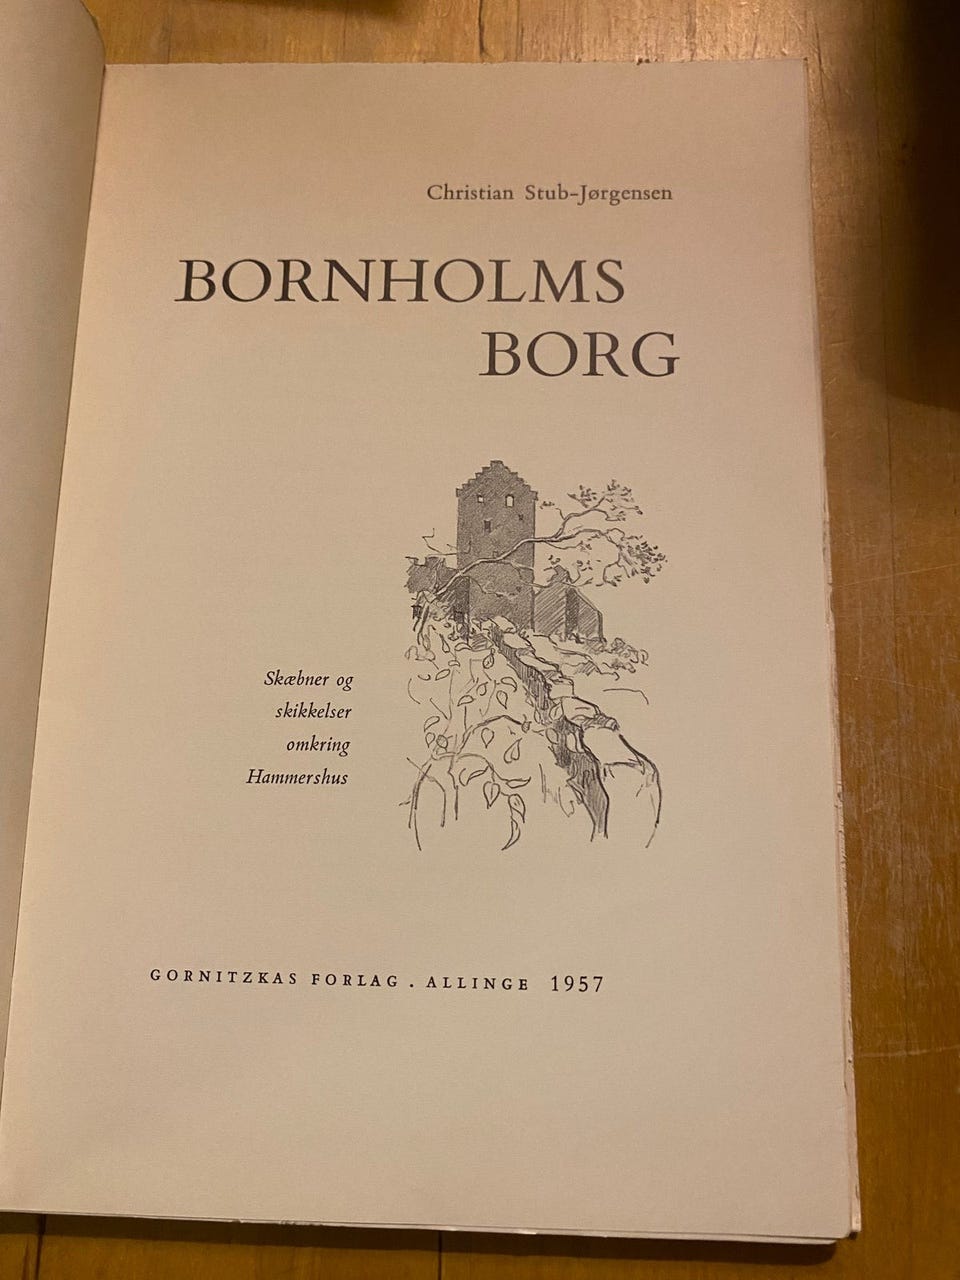 Christian Stub-Jørgensen
BORNHOLMS
BORG
Skæbner og
skikkelser
omkring
Hammershus
GORNITZKAS FORLAG . ALLINGE 1957